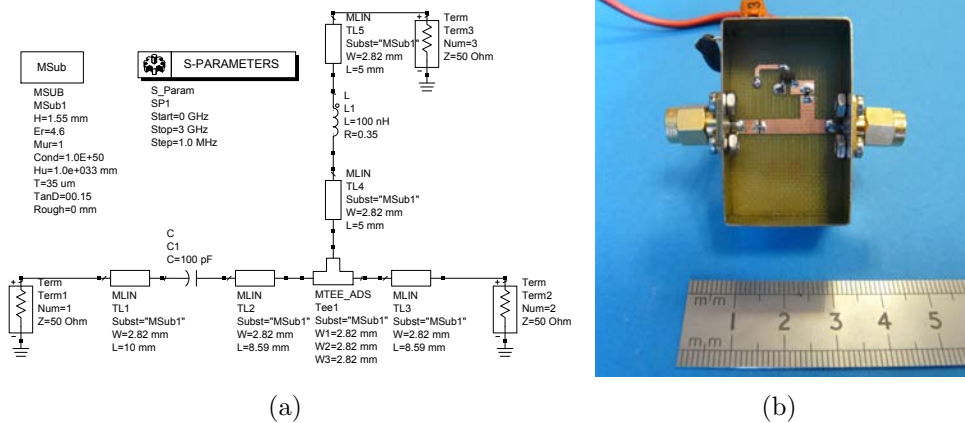 MSub
MSUB
MSub1
H=1.55 mm
Er=4.6
Mur=1
Cond=1.0E+50
Hu=1.0e+033 mm
T=35 um
TanD=00.15
Rough=0 mm
S-PARAMETERS
S_Param
SP1
Start=0 GHz
Stop=3 GHz
Step=1.0 MHz
MLIN
TL5
Subst="MSub1"
W=2.82 mm
L=5 mm
Term
Term3
Num=3
Z=50 Ohm
L
L1
L=100 nH
R=0.35
MLIN
TL4
Subst="MSub1"
W=2.82 mm
L=5 mm
Term
Term1
Num=1
Z=50 Ohm
MLIN
TL1
Subst="MSub1"
W=2.82 mm
L=10 mm
C
C1
C=100 pF
MLIN
TL2
Subst="MSub1"
W=2.82 mm
L=8.59 mm
MTEE_ADS
Tee1
Subst="MSub1"
W1=2.82 mm
W2=2.82 mm
W3=2.82 mm
MLIN
TL3
Subst="MSub1"
W=2.82 mm
L=8.59 mm
Term
Term2
Num=2
Z=50 Ohm
(a)
3
m m
1 2 3 4 5
m m
(b)